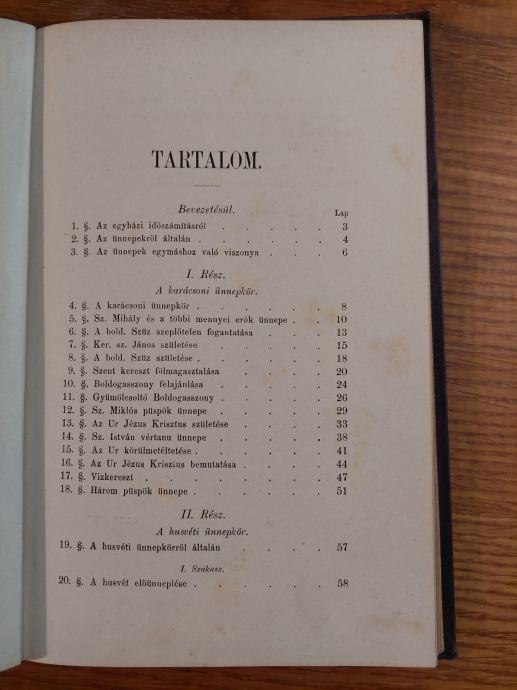 TARTALOM.
Bevezetésül.
Lap
1. §. Az egyházi időszámításról . . . . . 3
2. §. Az ünnepekről általán . . . . . . 4
3. §. Az ünnepek egymáshoz való viszonya . . . 6
I. Rész.
A karácsoni ünnepkör.
4. §. A karácsoni ünnepkör . . . . . . 8
5. §. Sz. Mihály és a többi mennyei erők ünnepe . . 10
6. §. A bold. Szüz szeplőtelen fogantatása . . . 13
7. §. Ker. sz. János születése . . . . . 15
8. §. A bold. Szüz születése . . . . . . 18
9. §. Szent kereszt fölmagasztalása . . . . 20
10. §. Boldogasszony felajánlása . . . . . 24
11. §. Gyümölcsoltó Boldogasszony . . . . 26
12. §. Sz. Miklós püspök ünnepe . . . . . 29
13. §. Az Ur Jézus Krisztus születése . . . . 33
14. §. Sz. István vértanu ünnepe . . . . . 38
15. §. Az Ur körülmetéltetése . . . . . . 41
16. §. Az Ur Jézus Krisztus bemutatása . . . . 44
17. §. Vizkereszt . . . . . . . . 47
18. §. Három püspök ünnepe . . . . . . 51
II. Rész.
A husvéti ünnepkör.
19. §. A husvéti ünnepkörről általán . . . . 57
I. Szakasz.
20. §. A husvét előünneplése . . . . . . 58